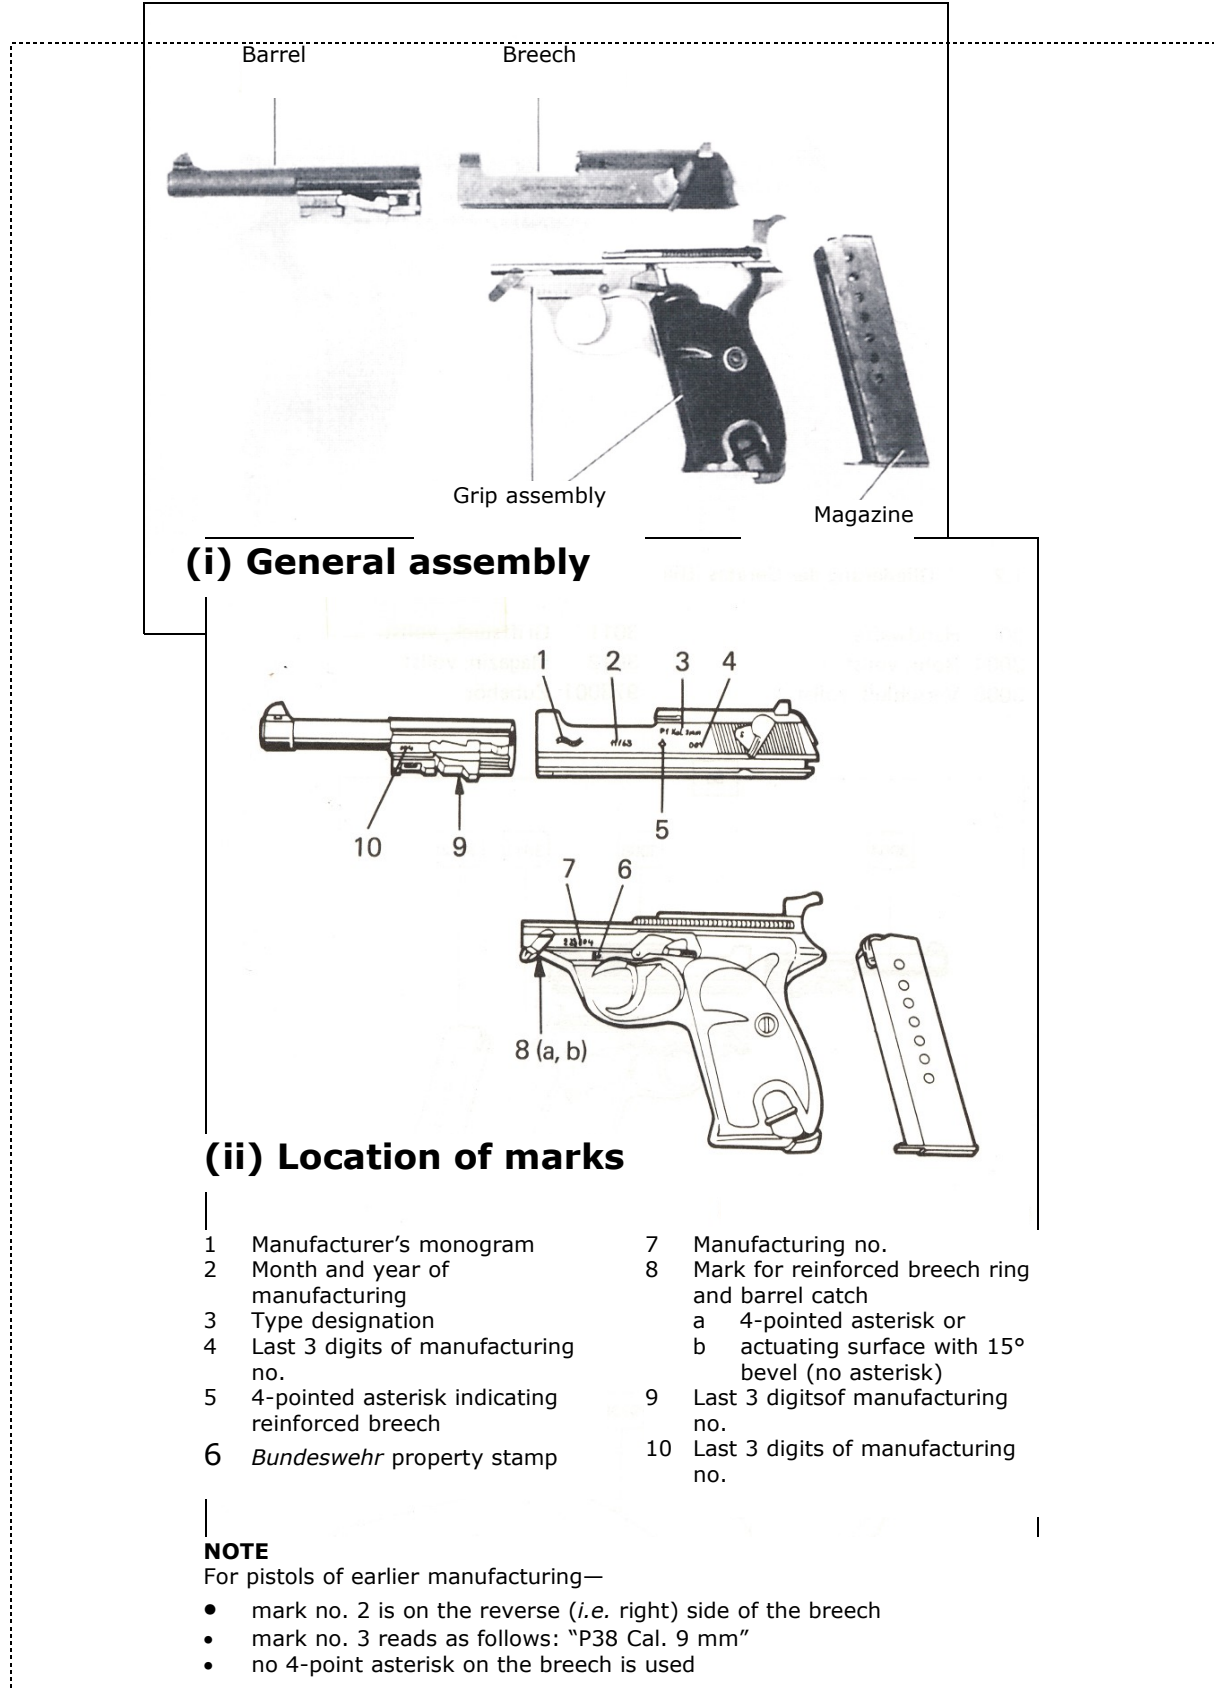 Barrel
Breech
Grip assembly
Magazine
(i) General assembly
1
2
3
4
P1 Kal. 9mm
11/63
5
10
9
7
6
8 (a, b)
(ii) Location of marks
1 Manufacturer’s monogram
2 Month and year of
manufacturing
3 Type designation
4 Last 3 digits of manufacturing
no.
5 4-pointed asterisk indicating
reinforced breech
6 Bundeswehr property stamp
7 Manufacturing no.
8 Mark for reinforced breech ring
and barrel catch
a 4-pointed asterisk or
b actuating surface with 15°
bevel (no asterisk)
9 Last 3 digitsof manufacturing
no.
10 Last 3 digits of manufacturing
no.
NOTE
For pistols of earlier manufacturing—
• mark no. 2 is on the reverse (i.e. right) side of the breech
• mark no. 3 reads as follows: “P38 Cal. 9 mm”
• no 4-point asterisk on the breech is used